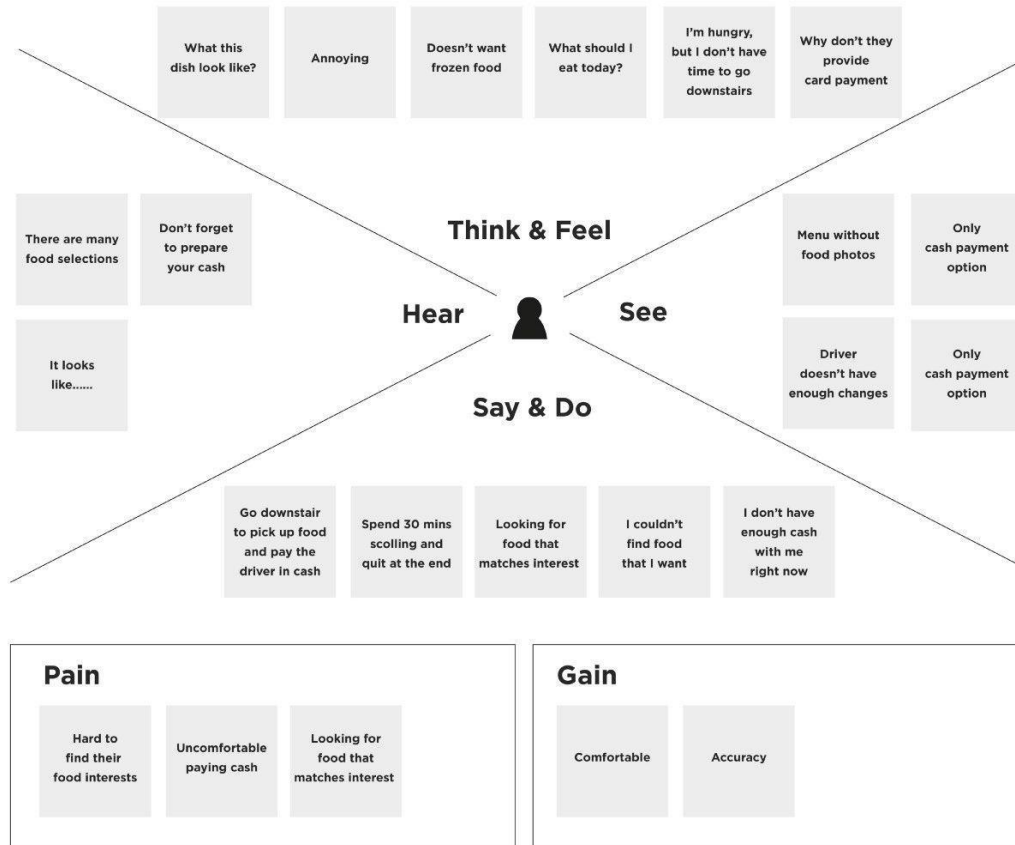 What this
dish look like?
Annoying
Doesn't want
frozen food
What should I
eat today?
I'm hungry,
but I don't have
time to go
downstairs
Why don't they
provide
card payment
Think & Feel
Hear
There are many
food selections
Don't forget
to prepare
your cash
It looks
like......
See
Menu without
food photos
Only
cash payment
option
Driver
doesn't have
enough changes
Only
cash payment
option
Say & Do
Go downstair
to pick up food
and pay the
driver in cash
Spend 30 mins
scolling and
quit at the end
Looking for
food that
matches interest
I couldn't
find food
that I want
I don't have
enough cash
with me
right now
Pain
Hard to
find their
food interests
Uncomfortable
paying cash
Looking for
food that
matches interest
Gain
Comfortable
Accuracy